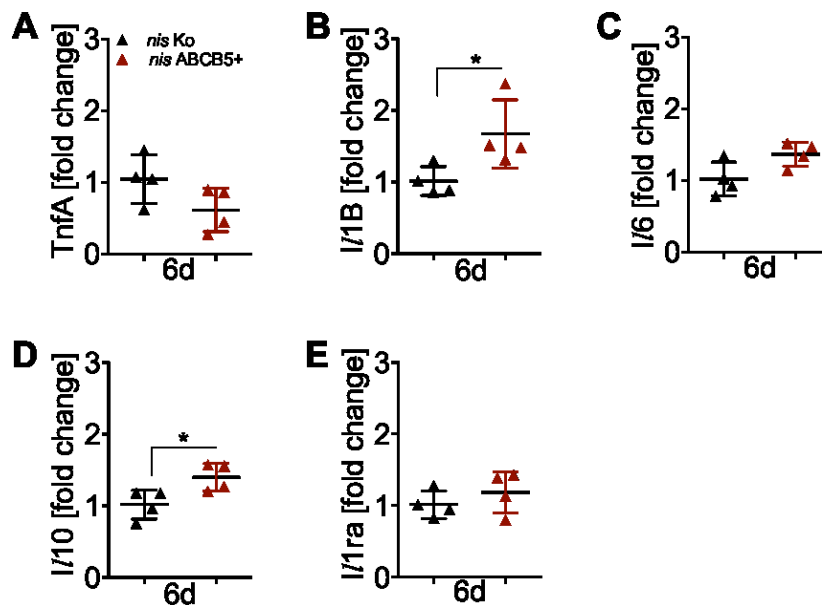 A
nis Ko
nis ABCB5+
TnfA [fold change]
3
2
1
0
6d
B
Il1B [fold change]
3
2
1
0
*
6d
C
Il6 [fold change]
3
2
1
0
6d
D
Il10 [fold change]
3
2
1
0
*
6d
E
Il1ra [fold change]
3
2
1
0
6d